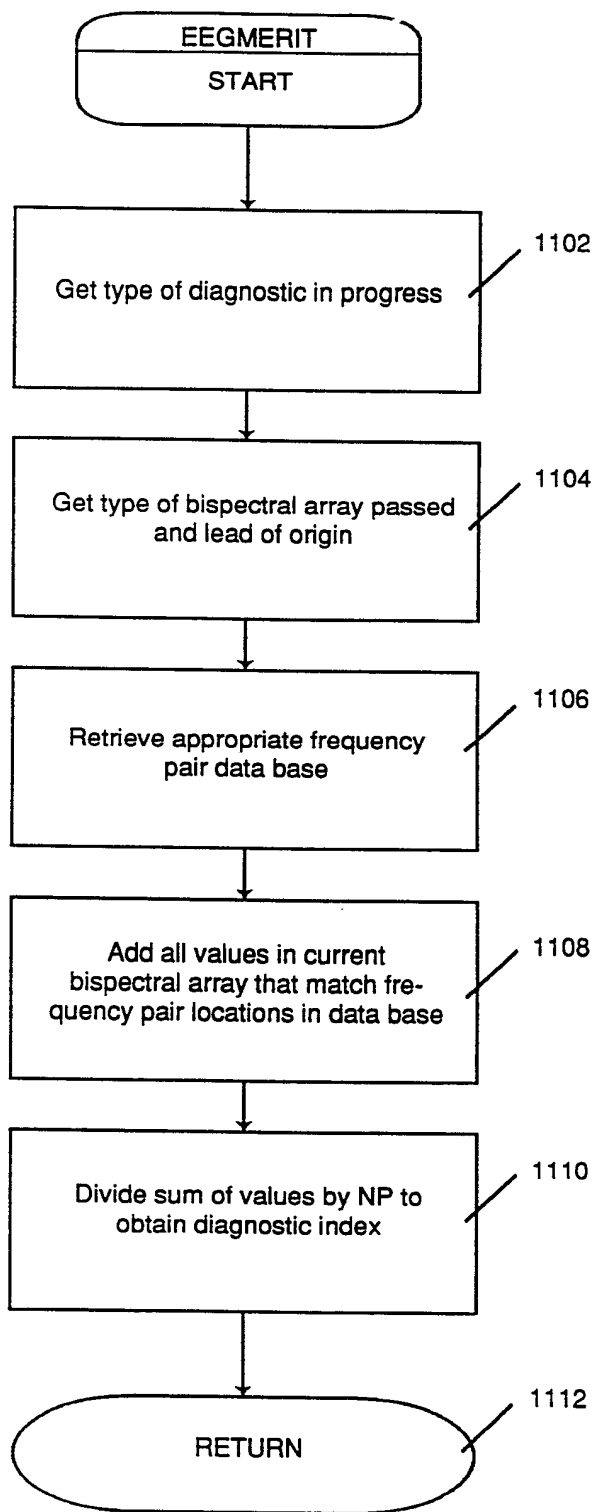 EEGMERIT
START
1102
Get type of diagnostic in progress
1104
Get type of bispectral array passed
and lead of origin
1106
Retrieve appropriate frequency
pair data base
1108
Add all values in current
bispectral array that match fre-
quency pair locations in data base
1110
Divide sum of values by NP to
obtain diagnostic index
1112
RETURN